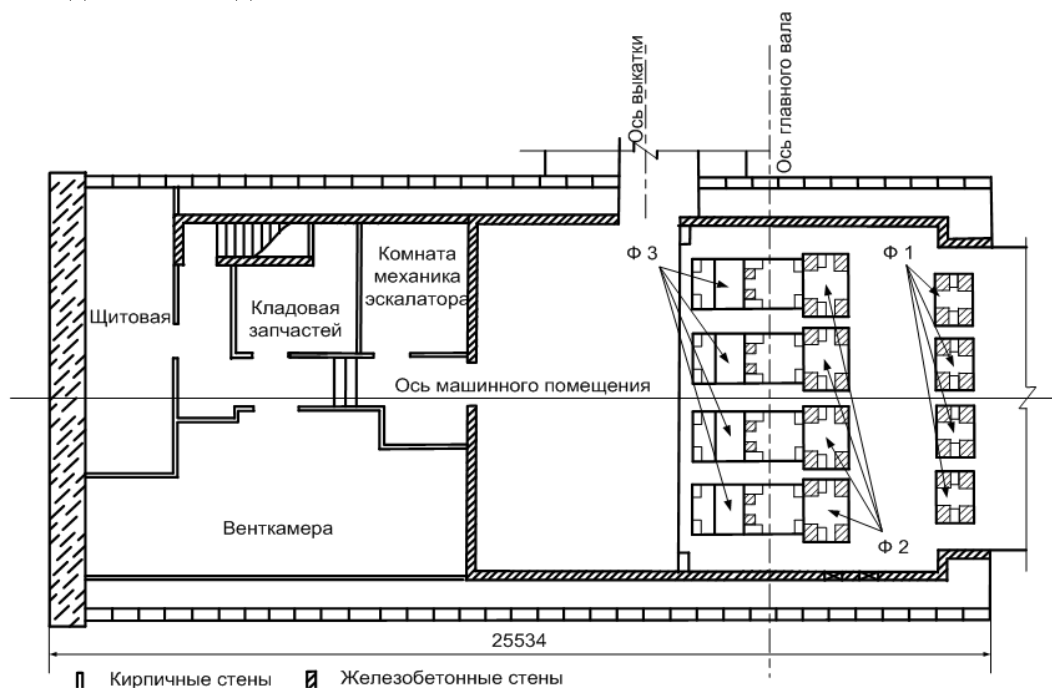 Ось выкатки
Ось главного вала
Ф 3
Ф 1
Комната
механика
эскалатора
Кладовая
запчастей
Щитовая
Ось машинного помещения
Венткамера
Ф 2
25534
Кирпичные стены
Железобетонные стены